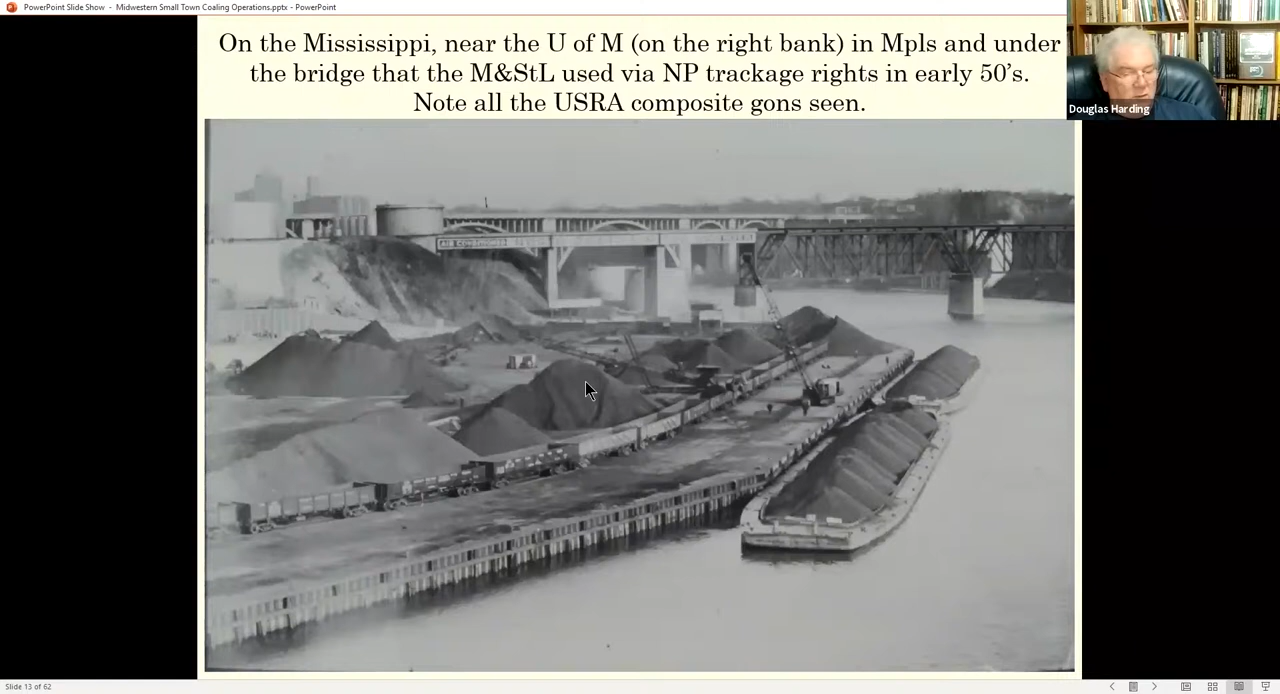 PowerPoint Slide Show - Midwestern Small Town Coaling Operations.pptx - PowerPoint
On the Mississippi, near the U of M (on the right bank) in Mpls and under
the bridge that the M&StL used via NP trackage rights in early 50's.
Note all the USRA composite gons seen.
Douglas Harding
AIR CONDITIONED
Slide 13 of 62